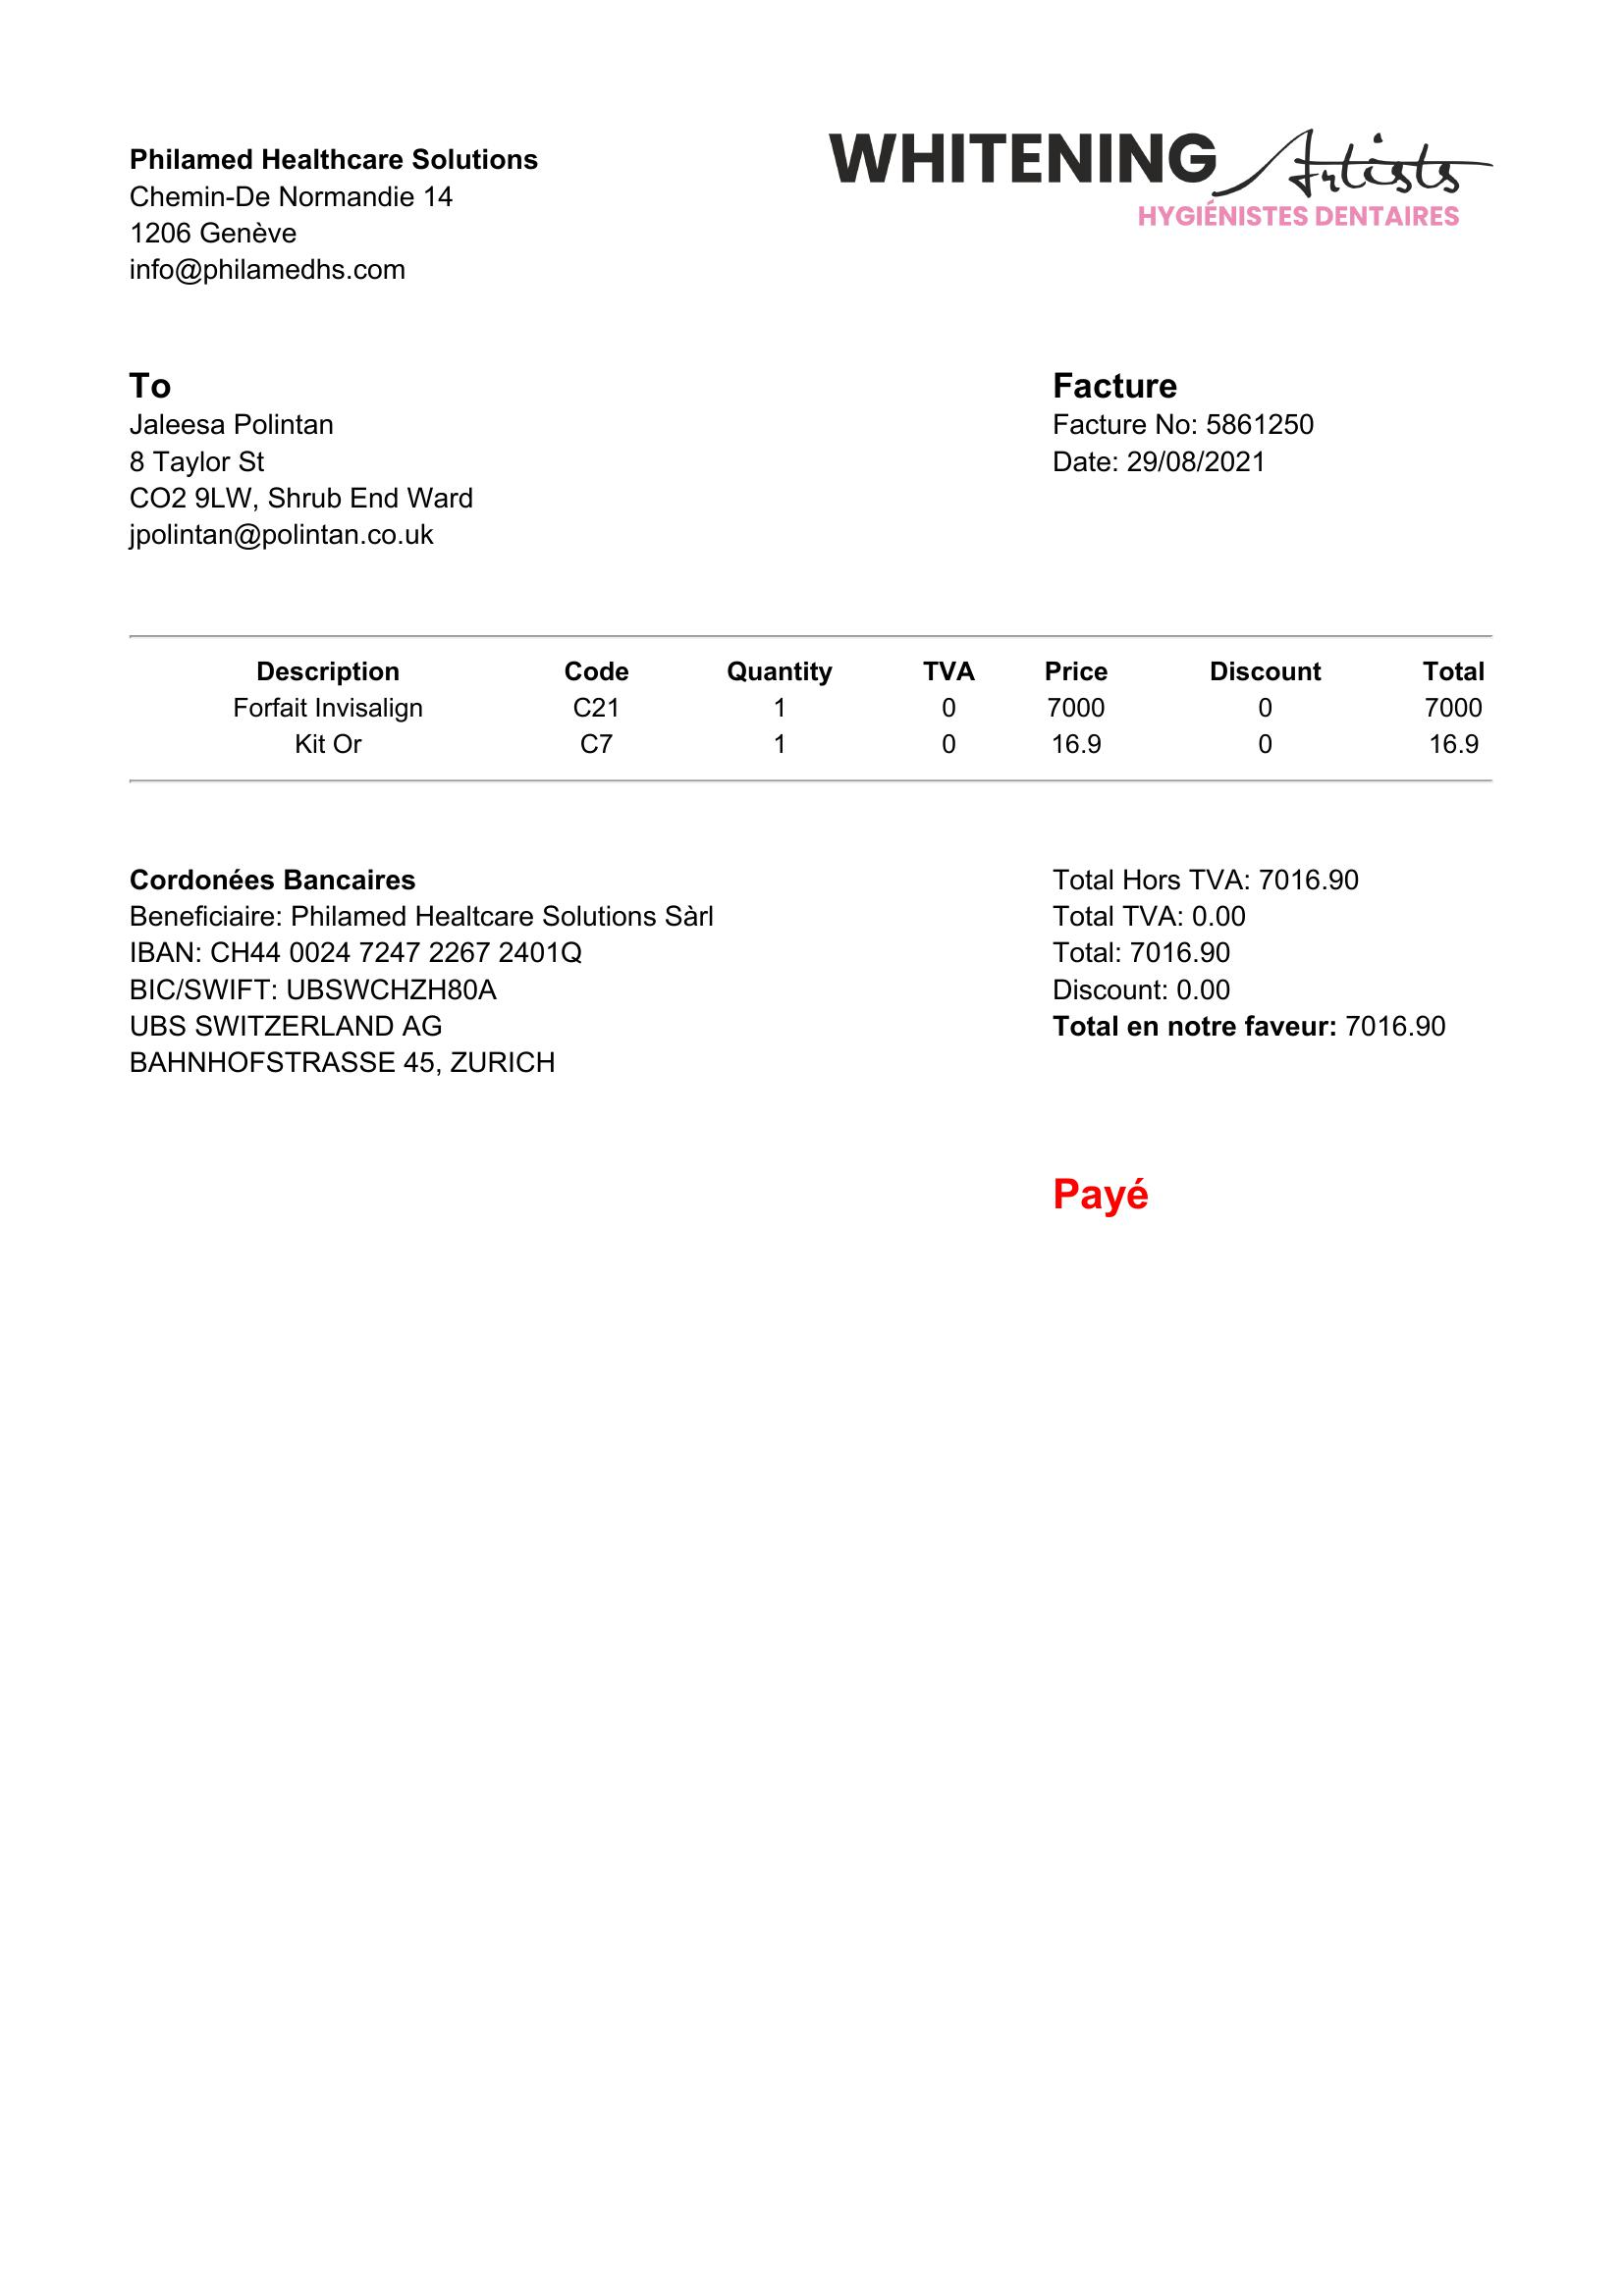 Philamed Healthcare Solutions
Chemin-De Normandie 14
1206 Genève
info@philamedhs.com
WHITENING Artists
HYGIÉNISTES DENTAIRES
To
Jaleesa Polintan
8 Taylor St
CO2 9LW, Shrub End Ward
jpolintan@polintan.co.uk
Facture
Facture No: 5861250
Date: 29/08/2021
Description Code Quantity TVA Price Discount Total
Forfait Invisalign C21 1 0 7000 0 7000
Kit Or C7 1 0 16.9 0 16.9
Cordonées Bancaires
Beneficiaire: Philamed Healtcare Solutions Sàrl
IBAN: CH44 0024 7247 2267 2401Q
BIC/SWIFT: UBSWCHZH80A
UBS SWITZERLAND AG
BAHNHOFSTRASSE 45, ZURICH
Total Hors TVA: 7016.90
Total TVA: 0.00
Total: 7016.90
Discount: 0.00
Total en notre faveur: 7016.90
Payé